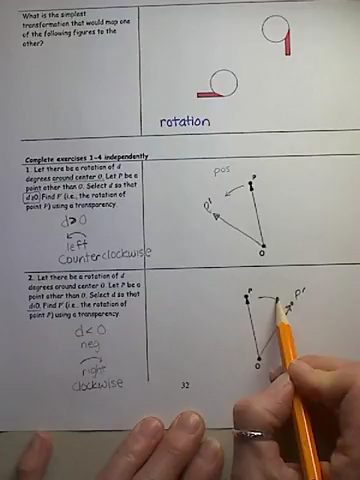 What is the simplest
transformation that would map one
of the following figures to the
other?
rotation
Complete exercises 1-4 independently
1. Let there be a rotation of d
degrees around center O. Let P be a
point other than O. Select d so that
d≥0. Find P' (i.e., the rotation of
point P) using a transparency.
d ≥ 0
left
Counterclockwise
pos
P
P'
O
2. Let there be a rotation of d
degrees around center O. Let P be a
point other than O. Select d so that
d<0. Find P' (i.e., the rotation of
point P) using a transparency.
d < 0
neg
right
clockwise
P
P'
O
32